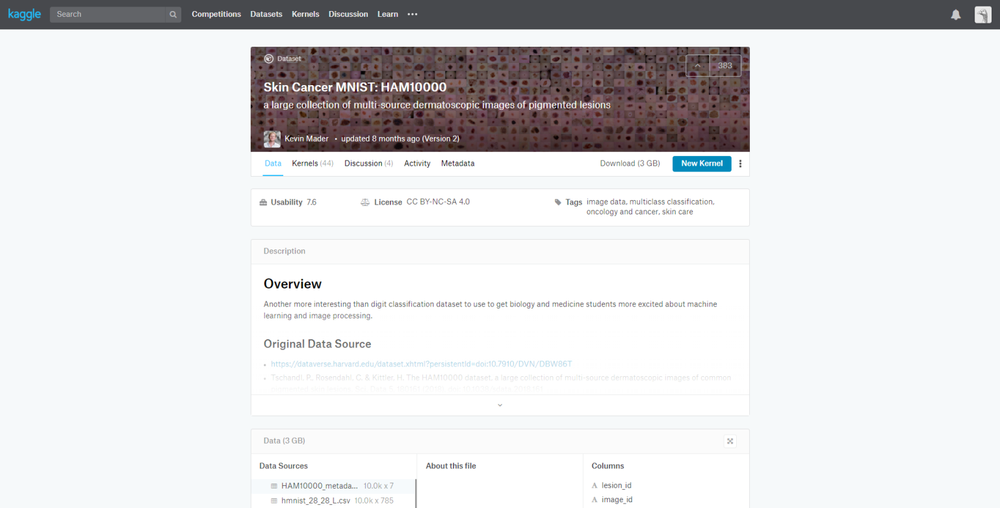 kaggle Search Competitions Datasets Kernels Discussion Learn
Dataset
383
Skin Cancer MNIST: HAM10000
a large collection of multi-source dermatoscopic images of pigmented lesions
Kevin Mader • updated 8 months ago (Version 2)
Data Kernels (44) Discussion (4) Activity Metadata Download (3 GB) New Kernel
Usability 7.6 License CC BY-NC-SA 4.0 Tags image data, multiclass classification,
oncology and cancer, skin care
Description
Overview
Another more interesting than digit classification dataset to use to get biology and medicine students more excited about machine
learning and image processing.
Original Data Source
• https://dataverse.harvard.edu/dataset.xhtml?persistentId=doi:10.7910/DVN/DBW86T
• Tschandl, P., Rosendahl, C. & Kittler, H. The HAM10000 dataset, a large collection of multi-source dermatoscopic images of common
pigmented skin lesions. Sci. Data 5, 180161 (2018).
Data (3 GB)
Data Sources About this file Columns
HAM10000_metada... 10.0k x 7 A lesion_id
hmnist_28_28_L.csv 10.0k x 785 A image_id